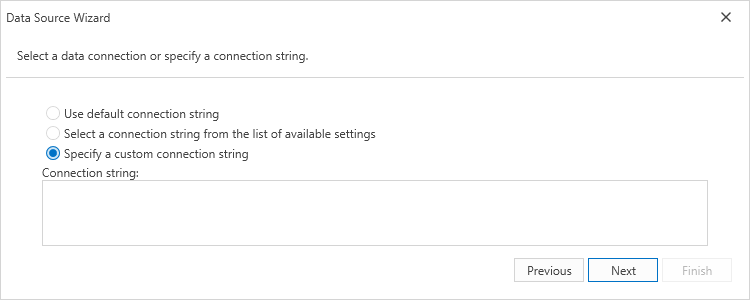 Data Source Wizard
Select a data connection or specify a connection string.
Use default connection string
Select a connection string from the list of available settings
Specify a custom connection string
Connection string:
Previous Next Finish